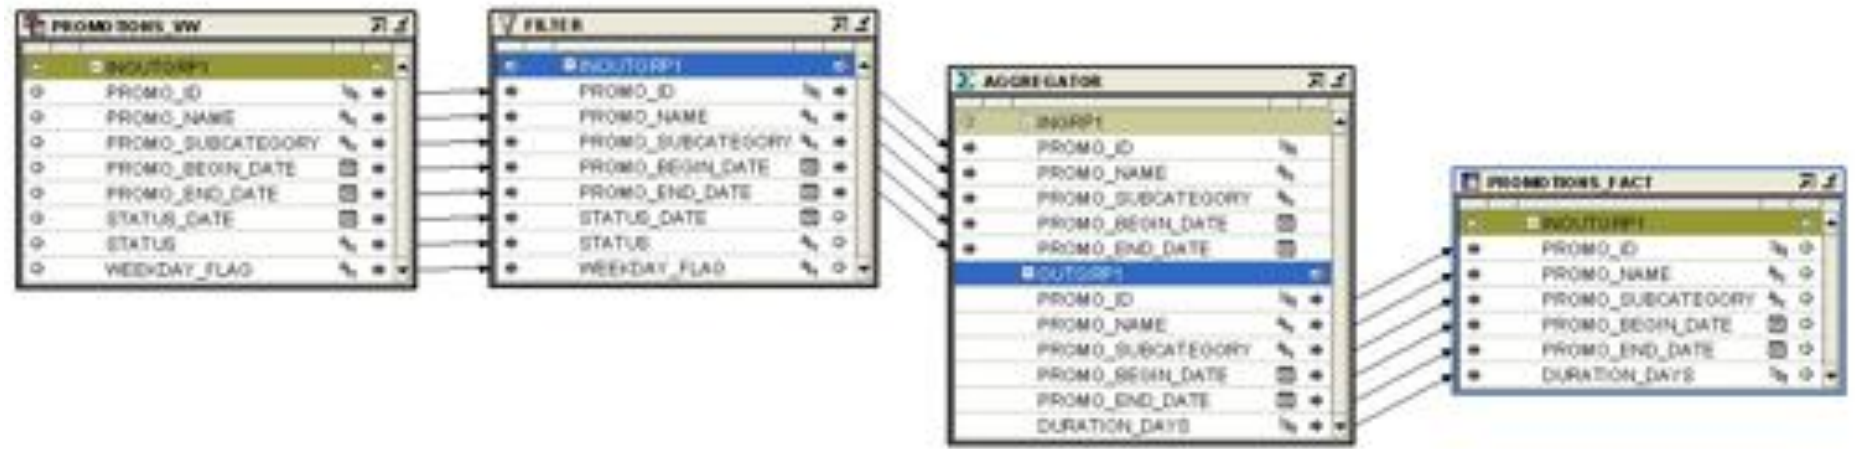 PROMOTIONS_VW
INOUTGRP1
PROMO_ID
PROMO_NAME
PROMO_SUBCATEGORY
PROMO_BEGIN_DATE
PROMO_END_DATE
STATUS_DATE
STATUS
WEEKDAY_FLAG
FILTER
INOUTGRP1
PROMO_ID
PROMO_NAME
PROMO_SUBCATEGORY
PROMO_BEGIN_DATE
PROMO_END_DATE
STATUS_DATE
STATUS
WEEKDAY_FLAG
AGGREGATOR
INGRP1
PROMO_ID
PROMO_NAME
PROMO_SUBCATEGORY
PROMO_BEGIN_DATE
PROMO_END_DATE
OUTGRP1
PROMO_ID
PROMO_NAME
PROMO_SUBCATEGORY
PROMO_BEGIN_DATE
PROMO_END_DATE
DURATION_DAYS
PROMOTIONS_FACT
INOUTGRP1
PROMO_ID
PROMO_NAME
PROMO_SUBCATEGORY
PROMO_BEGIN_DATE
PROMO_END_DATE
DURATION_DAYS